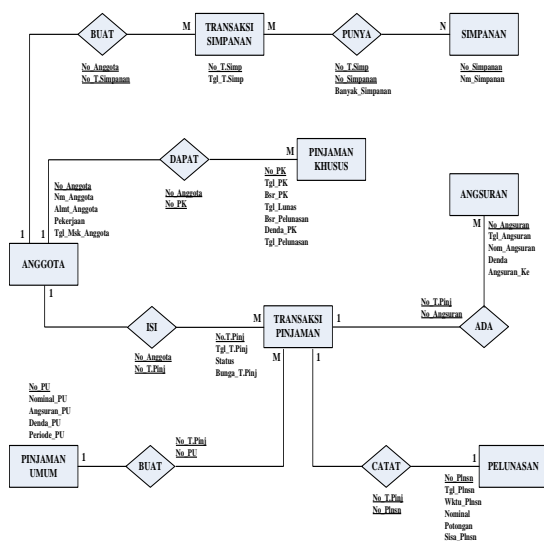 BUAT
M
TRANSAKSI
SIMPANAN
M
PUNYA
N
SIMPANAN
No_Anggota
No_T.Simpanan
No_T.Simp
Tgl_T.Simp
No_T.Simp
No_Simpanan
Banyak_Simpanan
No_Simpanan
Nm_Simpanan
DAPAT
M
PINJAMAN
KHUSUS
No_Anggota
No_PK
No_PK
Tgl_PK
Bsr_PK
Tgl_Lunas
Bsr_Pelunasan
Denda_PK
Tgl_Pelunasan
ANGSURAN
M
No_Angsuran
Tgl_Angsuran
Nom_Angsuran
Denda
Angsuran_Ke
No_Anggota
Nm_Anggota
Almt_Anggota
Pekerjaan
Tgl_Msk_Anggota
1
1
ANGGOTA
1
ISI
M
TRANSAKSI
PINJAMAN
1
No_T.Pinj
No_Angsuran
ADA
No_Anggota
No_T.Pinj
No.T.Pinj
Tgl_T.Pinj
Status
Bunga_T.Pinj
M
1
No_PU
Nominal_PU
Angsuran_PU
Denda_PU
Periode_PU
PINJAMAN
UMUM
1
BUAT
No_T.Pinj
No_PU
CATAT
1
PELUNASAN
No_T.Pinj
No_Plnsn
No_Plnsn
Tgl_Plnsn
Wktu_Plnsn
Nominal
Potongan
Sisa_Plnsn